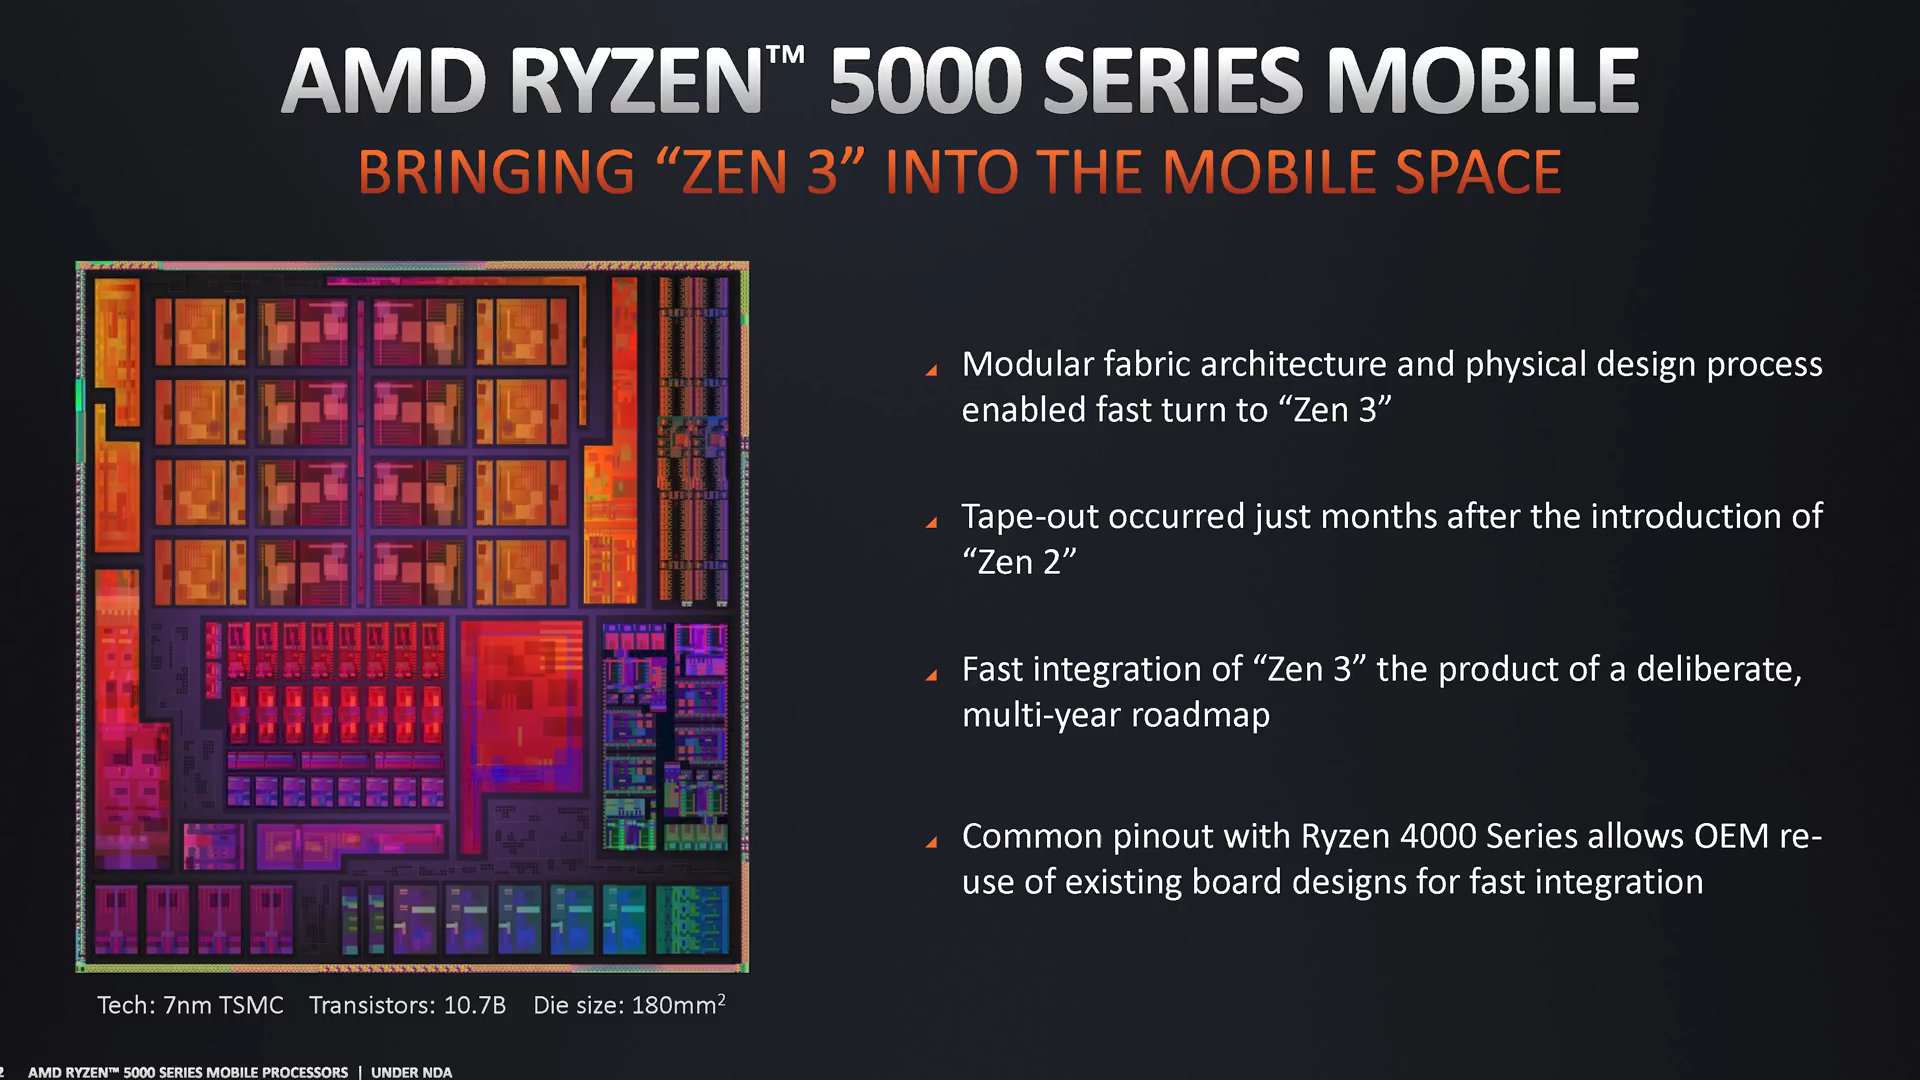 AMD RYZEN™ 5000 SERIES MOBILE
BRINGING “ZEN 3” INTO THE MOBILE SPACE
Modular fabric architecture and physical design process
enabled fast turn to “Zen 3”
Tape-out occurred just months after the introduction of
“Zen 2”
Fast integration of “Zen 3” the product of a deliberate,
multi-year roadmap
Common pinout with Ryzen 4000 Series allows OEM re-
use of existing board designs for fast integration
Tech: 7nm TSMC Transistors: 10.7B Die size: 180mm²
2 AMD RYZEN™ 5000 SERIES MOBILE PROCESSORS | UNDER NDA